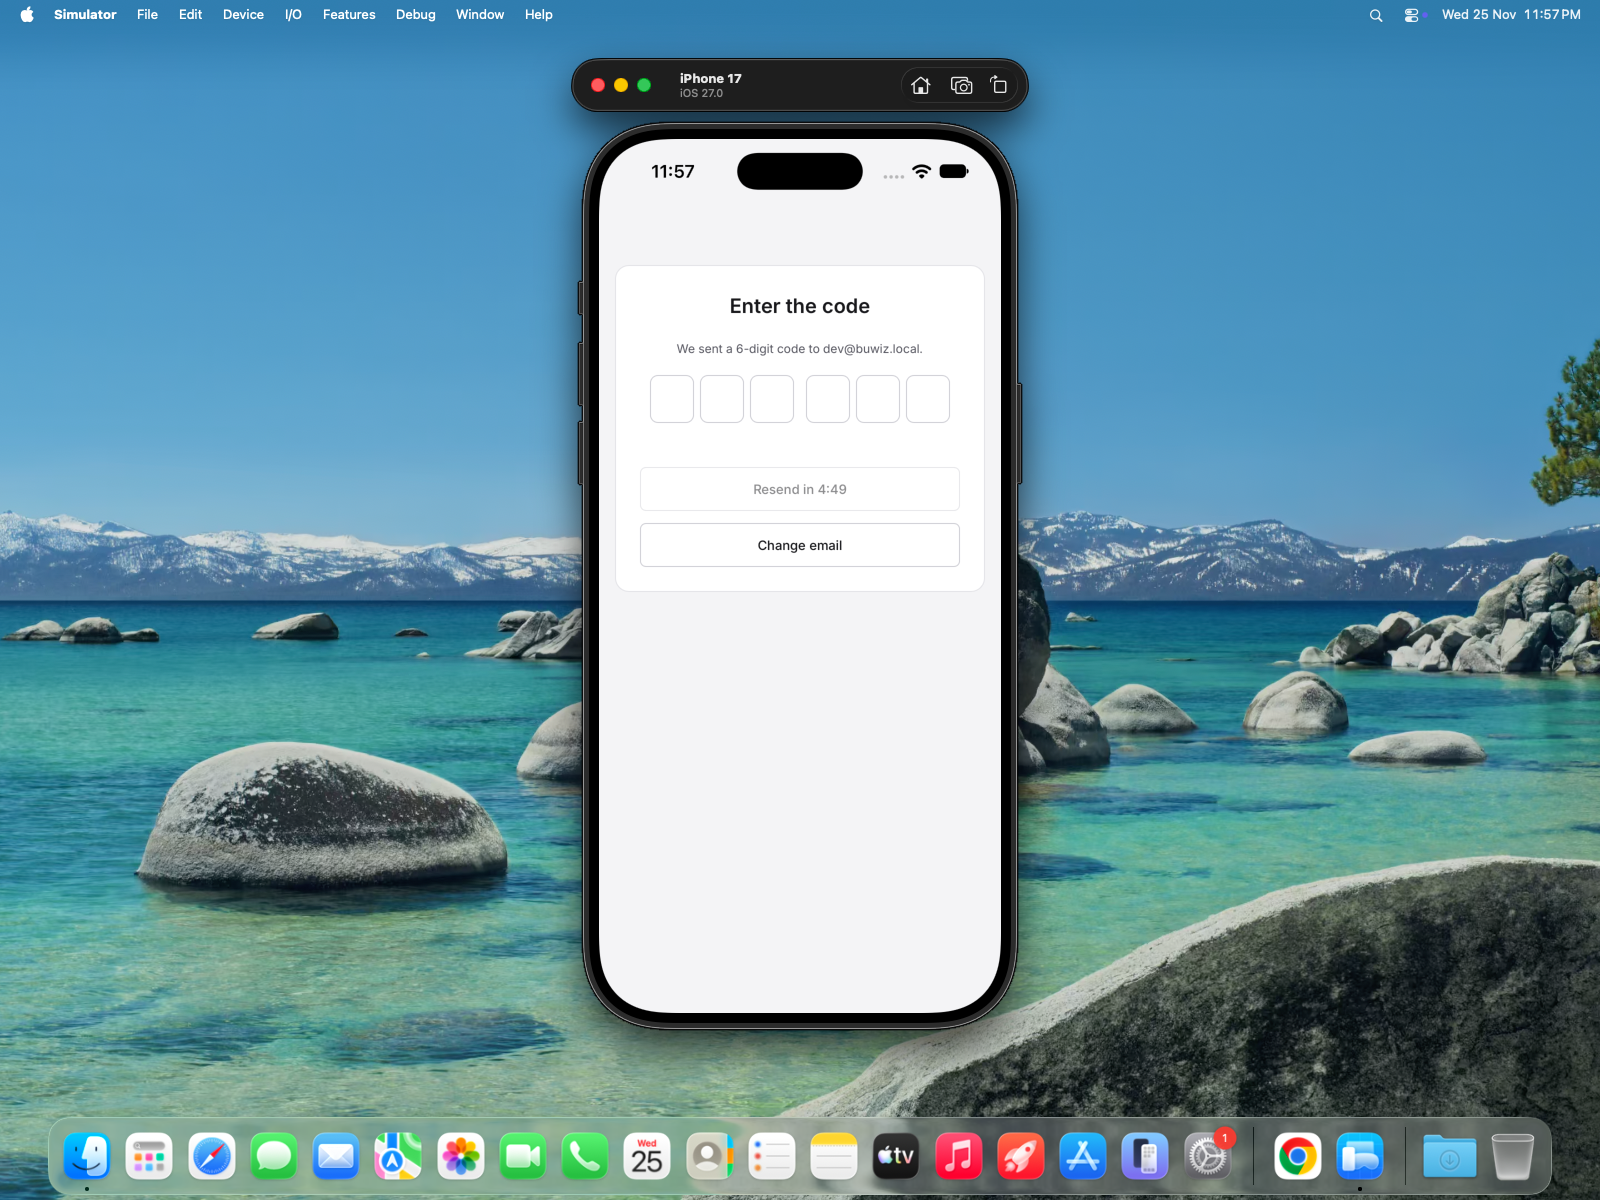 Simulator File Edit Device I/O Features Debug Window Help Wed 25 Nov 11:57 PM
iPhone 17
iOS 27.0
11:57
Enter the code
We sent a 6-digit code to dev@buwiz.local.
Resend in 4:49
Change email
Wed
25
tv
1